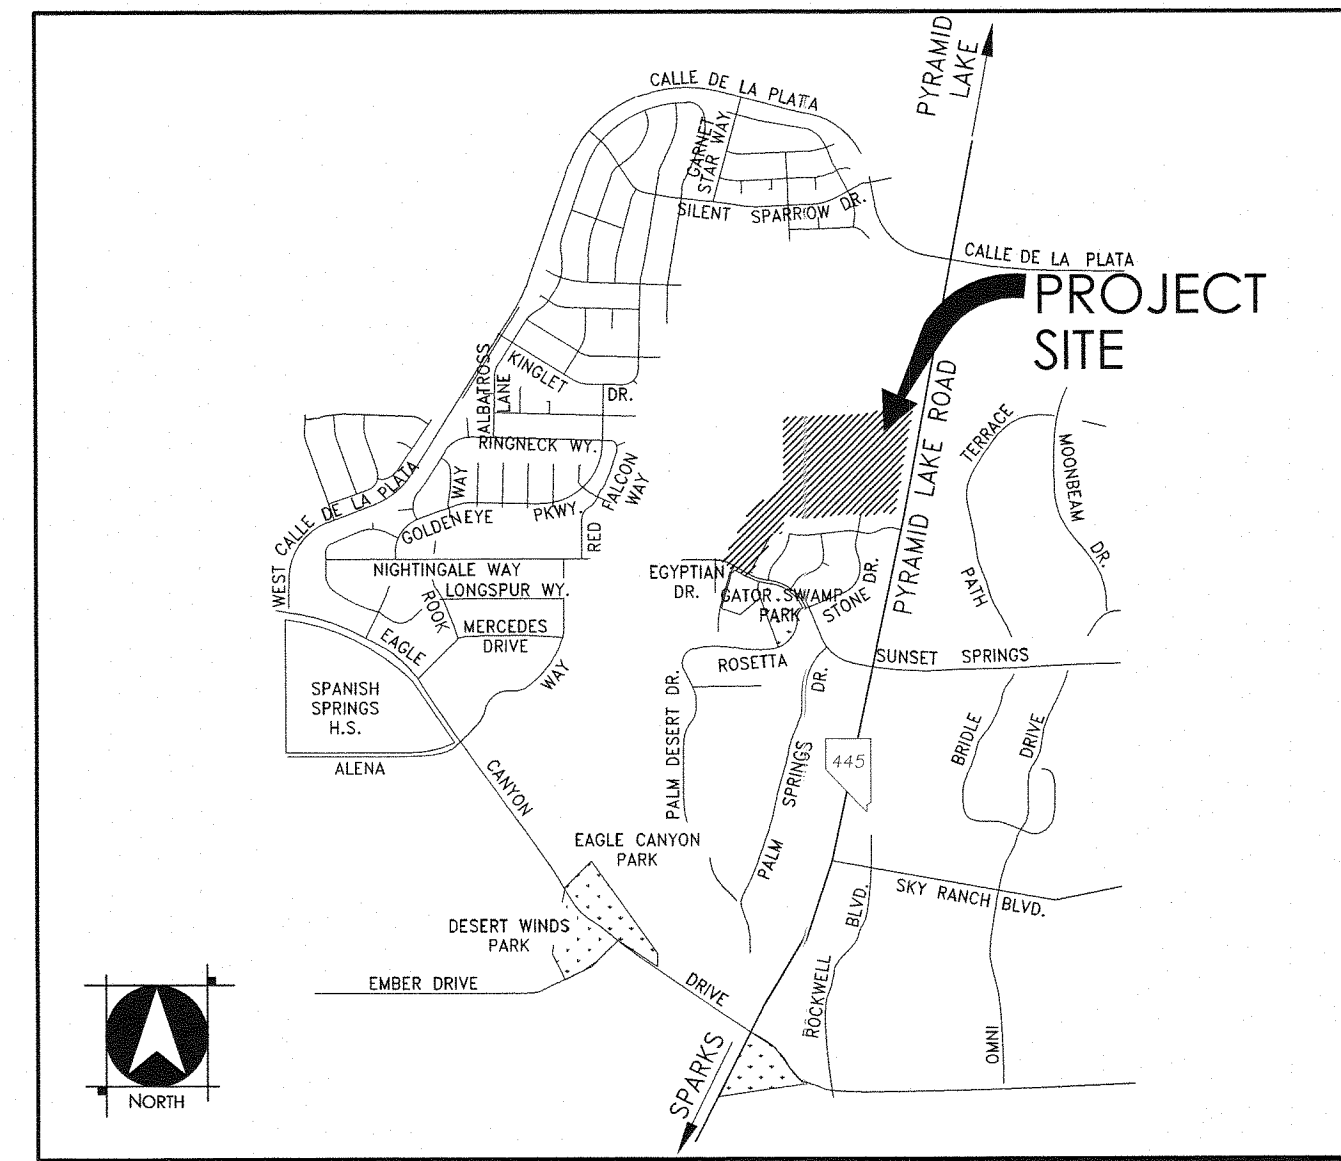 PYRAMID
LAKE
CALLE DE LA PLATA
GARNET
STAR WAY
SILENT SPARROW DR.
CALLE DE LA PLATA
PROJECT
SITE
ALBATROSS
LANE
KINGLET
DR.
RINGNECK WY.
WEST CALLE DE LA PLATA
GOLDENEYE
WAY
PKWY.
RED
FALCON
WAY
NIGHTINGALE WAY
LONGSPUR WY.
ROOK
MERCEDES
DRIVE
WAY
EAGLE
SPANISH
SPRINGS
H.S.
ALENA
CANYON
EGYPTIAN
DR.
GATOR SWAMP
PARK
STONE DR.
ROSETTA
PYRAMID LAKE ROAD
TERRACE
PATH
MOONBEAM
DR.
SUNSET SPRINGS
PALM DESERT DR.
PALM SPRINGS DR.
445
BRIDLE
DRIVE
EAGLE CANYON
PARK
DESERT WINDS
PARK
SKY RANCH BLVD.
EMBER DRIVE
DRIVE
ROCKWELL BLVD.
OMNI
SPARKS
NORTH